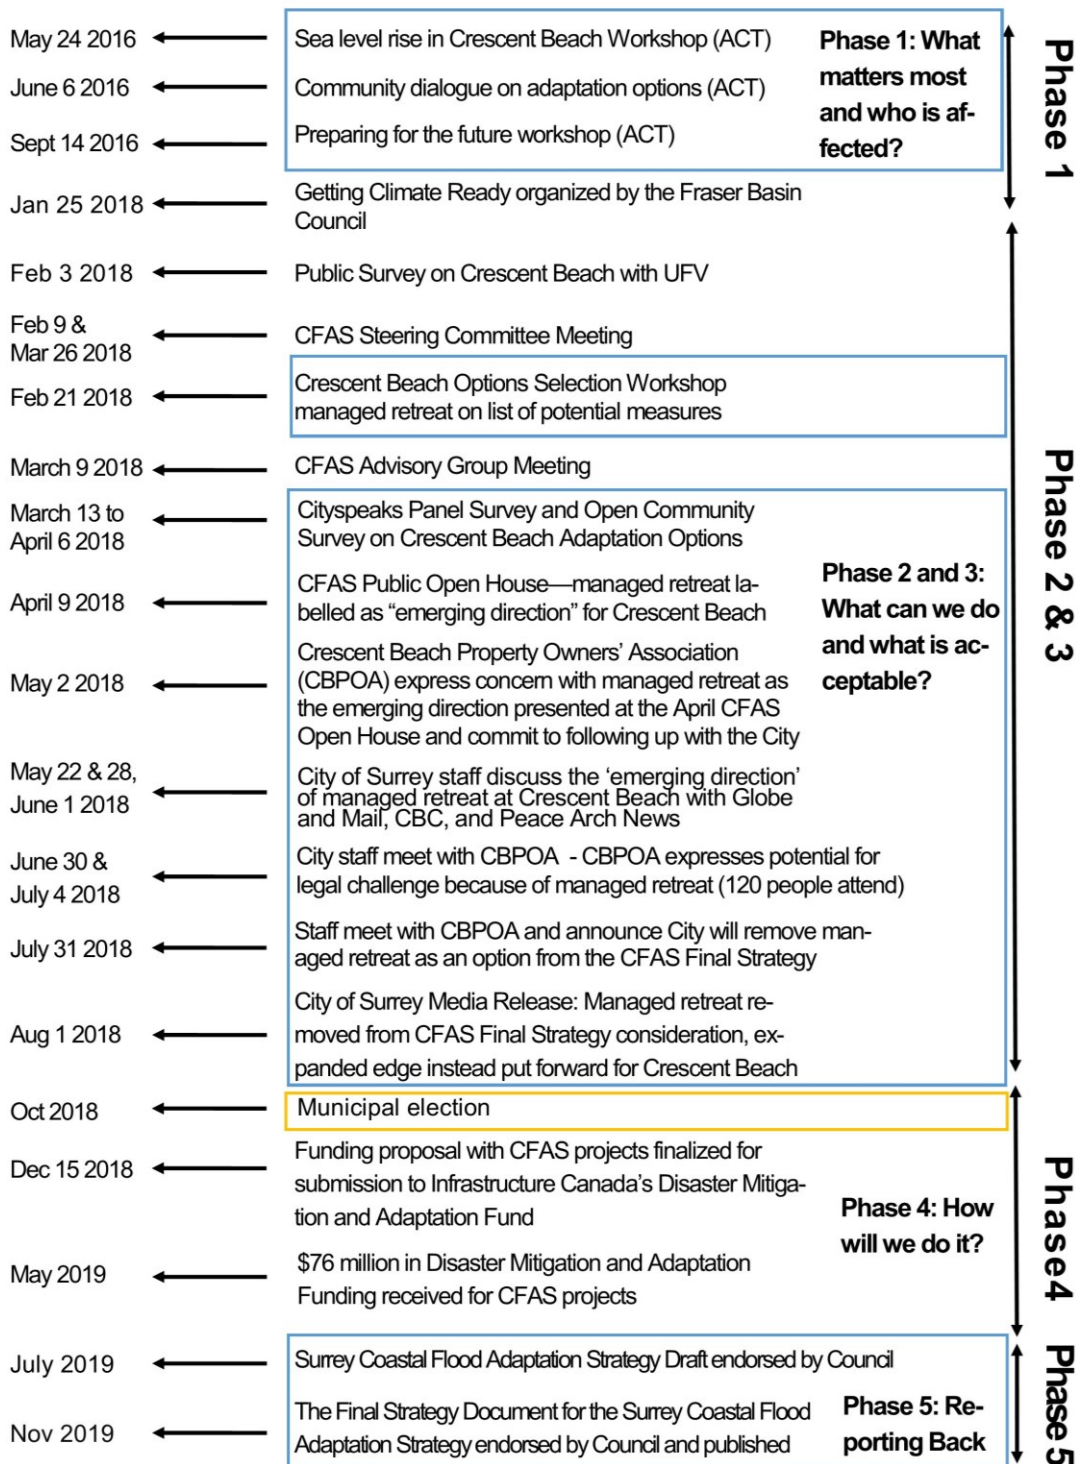 May 24 2016
Sea level rise in Crescent Beach Workshop (ACT)
June 6 2016
Community dialogue on adaptation options (ACT)
Sept 14 2016
Preparing for the future workshop (ACT)
Phase 1: What
matters most
and who is af-
fected?
Phase 1
Jan 25 2018
Getting Climate Ready organized by the Fraser Basin
Council
Feb 3 2018
Public Survey on Crescent Beach with UFV
Feb 9 &
Mar 26 2018
CFAS Steering Committee Meeting
Feb 21 2018
Crescent Beach Options Selection Workshop
managed retreat on list of potential measures
March 9 2018
CFAS Advisory Group Meeting
March 13 to
April 6 2018
Cityspeaks Panel Survey and Open Community
Survey on Crescent Beach Adaptation Options
April 9 2018
CFAS Public Open House—managed retreat la-
belled as “emerging direction” for Crescent Beach
May 2 2018
Crescent Beach Property Owners’ Association
(CBPOA) express concern with managed retreat as
the emerging direction presented at the April CFAS
Open House and commit to following up with the City
Phase 2 and 3:
What can we do
and what is ac-
ceptable?
Phase 2 & 3
May 22 & 28,
June 1 2018
City of Surrey staff discuss the ‘emerging direction’
of managed retreat at Crescent Beach with Globe
and Mail, CBC, and Peace Arch News
June 30 &
July 4 2018
City staff meet with CBPOA - CBPOA expresses potential for
legal challenge because of managed retreat (120 people attend)
July 31 2018
Staff meet with CBPOA and announce City will remove man-
aged retreat as an option from the CFAS Final Strategy
Aug 1 2018
City of Surrey Media Release: Managed retreat re-
moved from CFAS Final Strategy consideration, ex-
panded edge instead put forward for Crescent Beach
Oct 2018
Municipal election
Dec 15 2018
Funding proposal with CFAS projects finalized for
submission to Infrastructure Canada’s Disaster Mitiga-
tion and Adaptation Fund
May 2019
$76 million in Disaster Mitigation and Adaptation
Funding received for CFAS projects
Phase 4: How
will we do it?
Phase 4
July 2019
Surrey Coastal Flood Adaptation Strategy Draft endorsed by Council
Nov 2019
The Final Strategy Document for the Surrey Coastal Flood
Adaptation Strategy endorsed by Council and published
Phase 5: Re-
porting Back
Phase 5